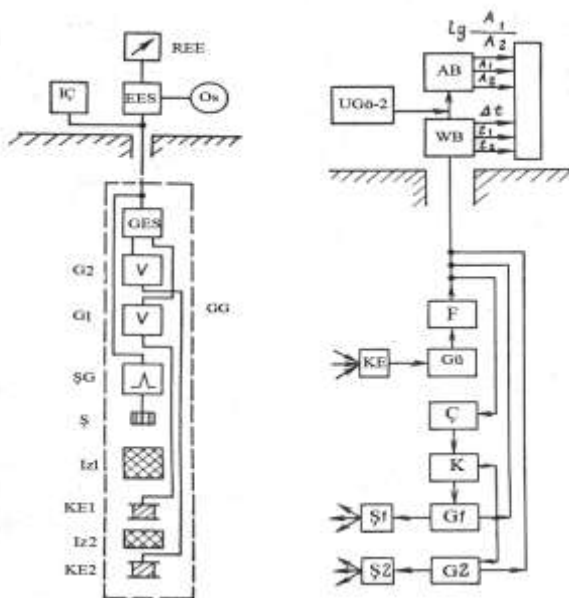 REE
IÇ
EES
Os
GES
G2
V
G1
V
GG
ŞG
Ş
Iz1
KE1
Iz2
KE2
lg A1
A2
AB
A1
A2
UGö-2
Δt
WB
t1
t2
F
KE
Gü
Ç
K
Ş1
G1
Ş2
G2